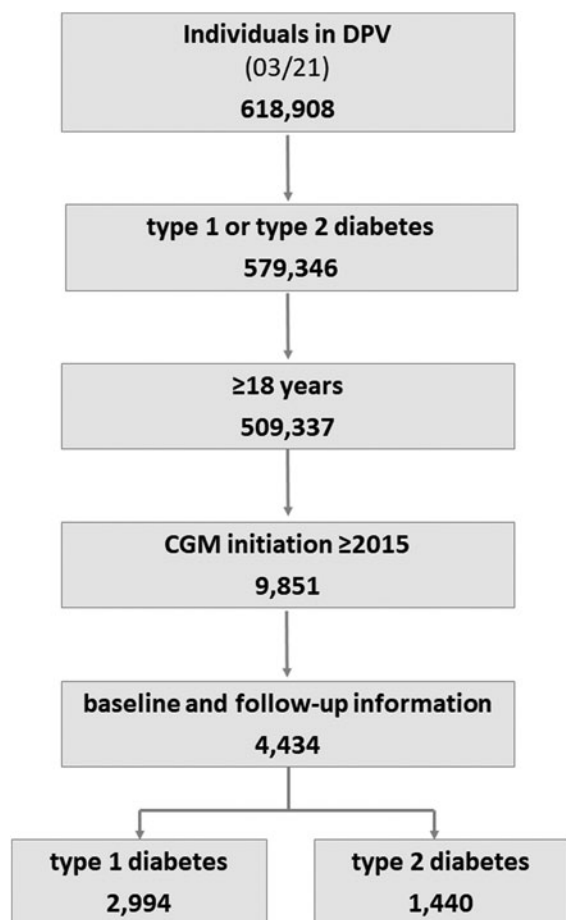 Individuals in DPV
(03/21)
618,908
type 1 or type 2 diabetes
579,346
≥18 years
509,337
CGM initiation ≥2015
9,851
baseline and follow-up information
4,434
type 1 diabetes
2,994
type 2 diabetes
1,440